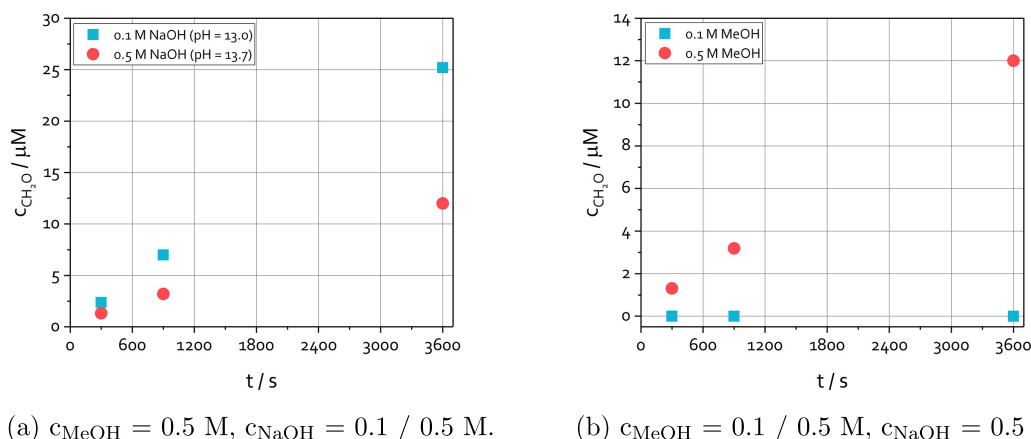 30
25
20
15
10
5
0
c_CH₂O / µM
0.1 M NaOH (pH = 13.0)
0.5 M NaOH (pH = 13.7)
0 600 1200 1800 2400 3000 3600
t / s
(a) c_MeOH = 0.5 M, c_NaOH = 0.1 / 0.5 M.
14
12
10
8
6
4
2
0
c_CH₂O / µM
0.1 M MeOH
0.5 M MeOH
0 600 1200 1800 2400 3000 3600
t / s
(b) c_MeOH = 0.1 / 0.5 M, c_NaOH = 0.5